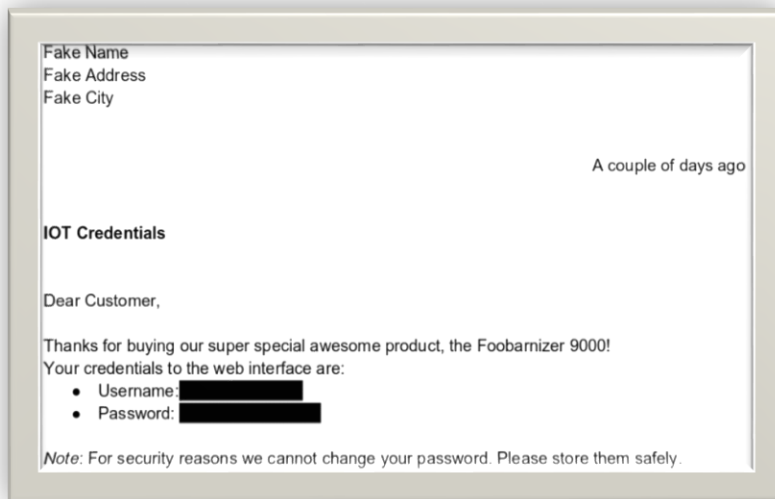 Fake Name
Fake Address
Fake City
A couple of days ago
IOT Credentials
Dear Customer,
Thanks for buying our super special awesome product, the Foobarnizer 9000!
Your credentials to the web interface are:
• Username:
• Password:
Note: For security reasons we cannot change your password. Please store them safely.